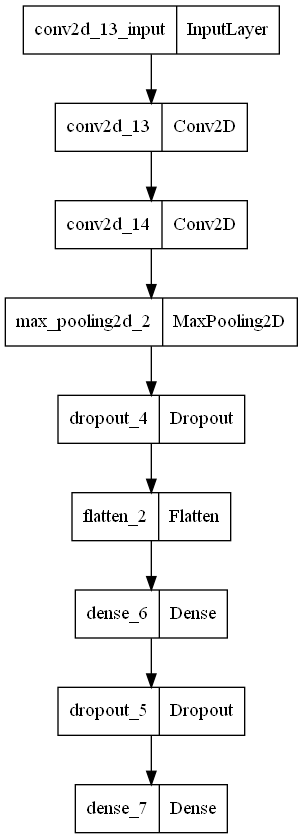 conv2d_13_input InputLayer
conv2d_13 Conv2D
conv2d_14 Conv2D
max_pooling2d_2 MaxPooling2D
dropout_4 Dropout
flatten_2 Flatten
dense_6 Dense
dropout_5 Dropout
dense_7 Dense